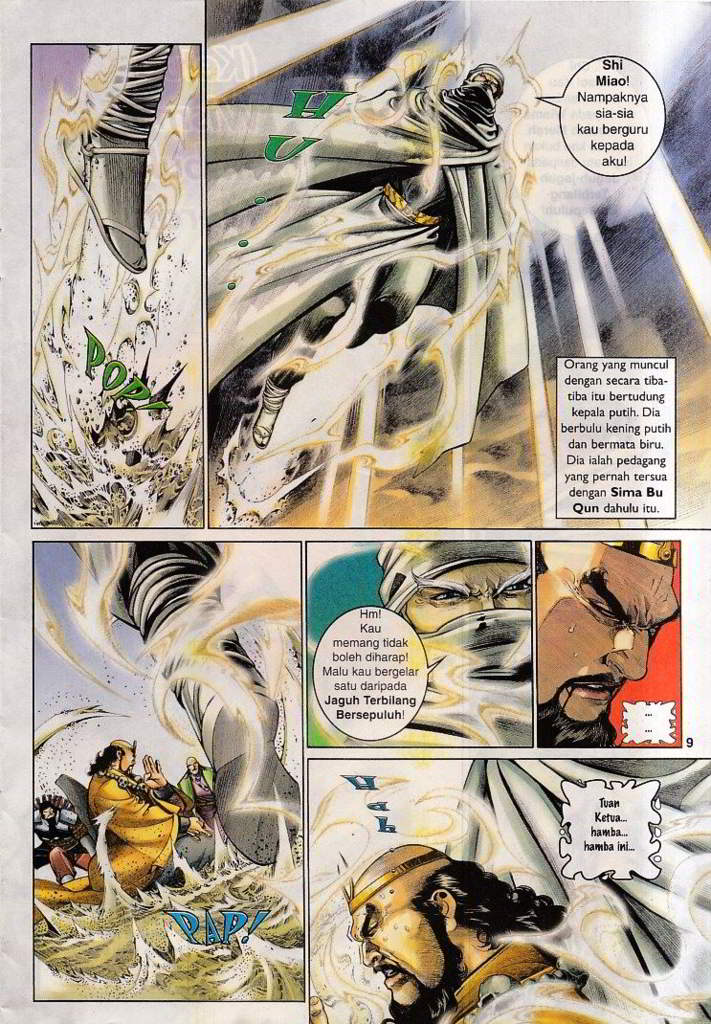 HU...
Shi
Miao!
Nampaknya
sia-sia
kau berguru
kepada
aku!
POP!
Orang yang muncul
dengan secara tiba-
tiba itu bertudung
kepala putih. Dia
berbulu kening putih
dan bermata biru.
Dia ialah pedagang
yang pernah tersua
dengan Sima Bu
Qun dahulu itu.
Hm!
Kau
memang tidak
boleh diharap!
Malu kau bergelar
satu daripada
Jaguh Terbilang
Bersepuluh!
...
...
9
PAP!
Hah
Tuan
Ketua...
hamba...
hamba ini...